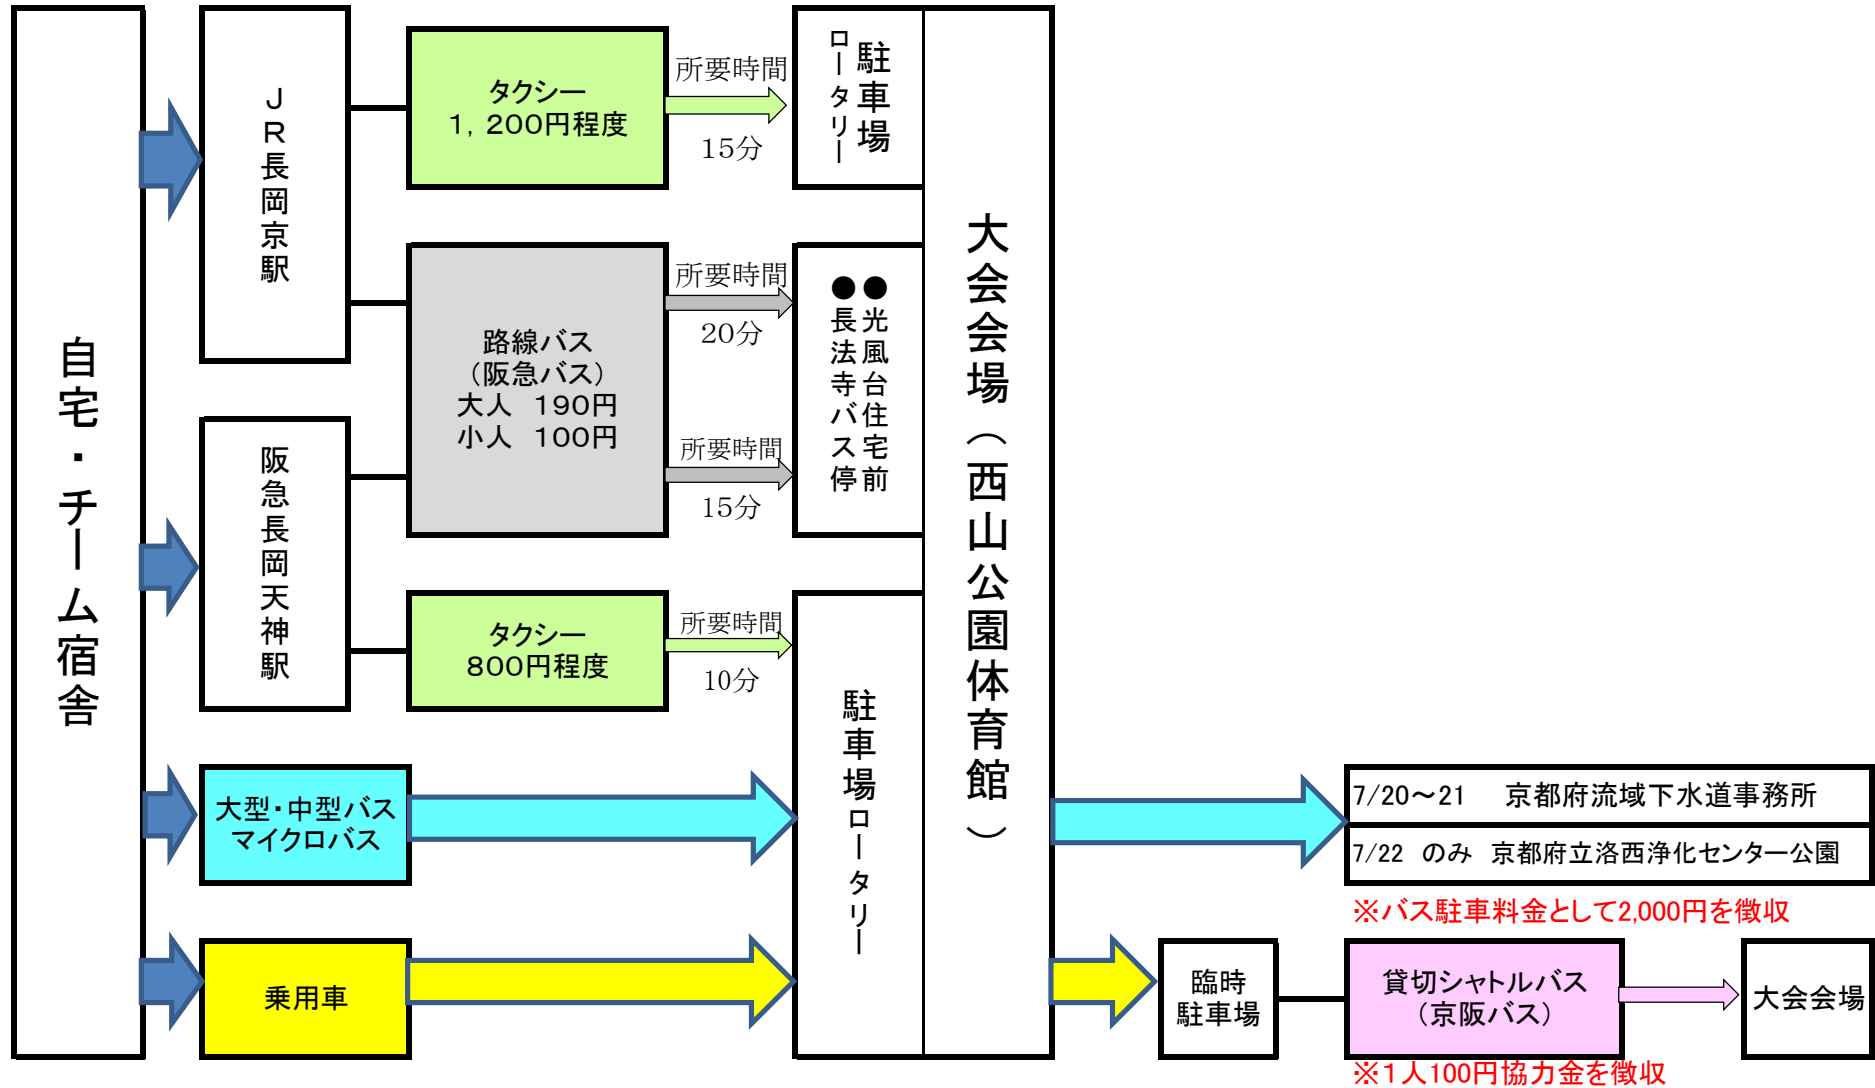 自宅・チーム宿舎
JR長岡京駅
阪急長岡天神駅
大型・中型バス
マイクロバス
乗用車
タクシー
1,200円程度
所要時間
15分
路線バス
（阪急バス）
大人　190円
小人　100円
所要時間
20分
所要時間
15分
タクシー
800円程度
所要時間
10分
駐車場
ロータリー
●光風台住宅前
●長法寺バス停
駐車場ロータリー
大会会場（西山公園体育館）
7/20～21　京都府流域下水道事務所
7/22　のみ　京都府立洛西浄化センター公園
※バス駐車料金として2,000円を徴収
臨時
駐車場
貸切シャトルバス
（京阪バス）
大会会場
※1人100円協力金を徴収